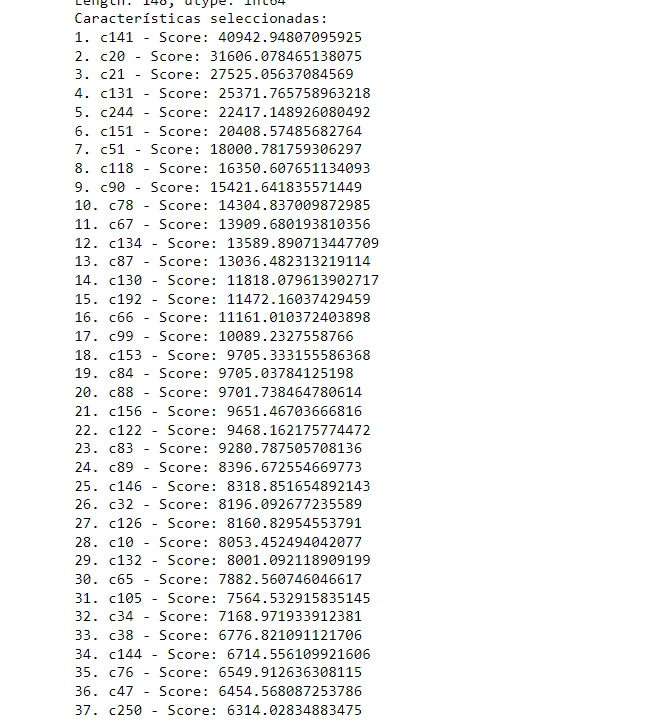 Length: 148, dtype: int64
Características seleccionadas:
1. c141 - Score: 40942.94807095925
2. c20 - Score: 31606.078465138075
3. c21 - Score: 27525.05637084569
4. c131 - Score: 25371.765758963218
5. c244 - Score: 22417.148926080492
6. c151 - Score: 20408.57485682764
7. c51 - Score: 18000.781759306297
8. c118 - Score: 16350.607651134093
9. c90 - Score: 15421.641835571449
10. c78 - Score: 14304.837009872985
11. c67 - Score: 13909.680193810356
12. c134 - Score: 13589.890713447709
13. c87 - Score: 13036.482313219114
14. c130 - Score: 11818.079613902717
15. c192 - Score: 11472.16037429459
16. c66 - Score: 11161.010372403898
17. c99 - Score: 10089.2327558766
18. c153 - Score: 9705.333155586368
19. c84 - Score: 9705.03784125198
20. c88 - Score: 9701.738464780614
21. c156 - Score: 9651.46703666816
22. c122 - Score: 9468.162175774472
23. c83 - Score: 9280.787505708136
24. c89 - Score: 8396.672554669773
25. c146 - Score: 8318.851654892143
26. c32 - Score: 8196.092677235589
27. c126 - Score: 8160.82954553791
28. c10 - Score: 8053.452494042077
29. c132 - Score: 8001.092118909199
30. c65 - Score: 7882.560746046617
31. c105 - Score: 7564.532915835145
32. c34 - Score: 7168.971933912381
33. c38 - Score: 6776.821091121706
34. c144 - Score: 6714.556109921606
35. c76 - Score: 6549.912636308115
36. c47 - Score: 6454.568087253786
37. c250 - Score: 6314.02834883475